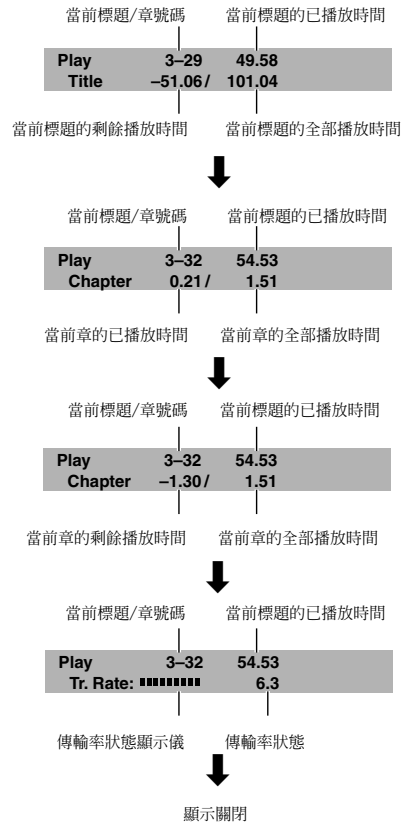 當前標題/章號碼 當前標題的已播放時間
Play 3–29 49.58
Title –51.06 / 101.04
當前標題的剩餘播放時間 當前標題的全部播放時間
當前標題/章號碼 當前標題的已播放時間
Play 3–32 54.53
Chapter 0.21 / 1.51
當前章的已播放時間 當前章的全部播放時間
當前標題/章號碼 當前標題的已播放時間
Play 3–32 54.53
Chapter –1.30 / 1.51
當前章的剩餘播放時間 當前章的全部播放時間
當前標題/章號碼 當前標題的已播放時間
Play 3–32 54.53
Tr. Rate: 6.3
傳輸率狀態顯示儀 傳輸率狀態
顯示關閉